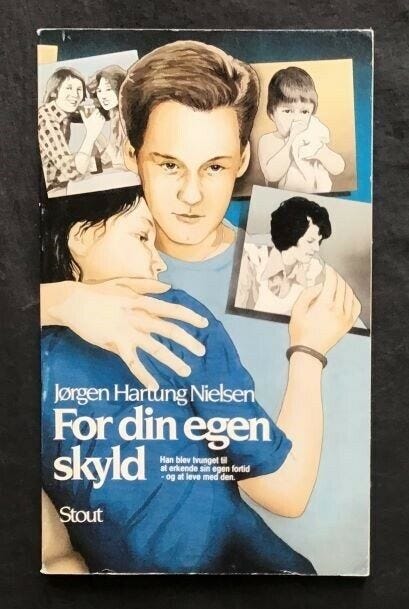 Jørgen Hartung Nielsen
For din egen
skyld
Han blev tvunget til
at erkende sin egen fortid
- og at leve med den.
Stout